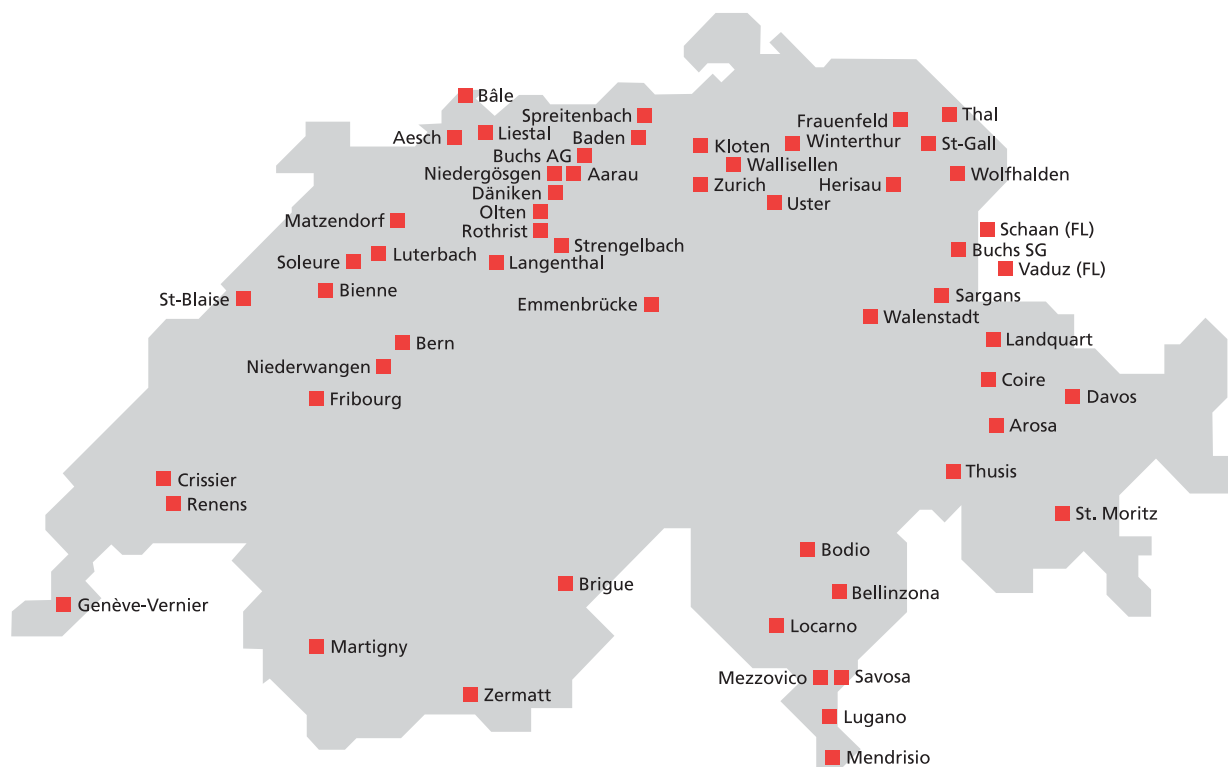 Bâle
Spreitenbach
Thal
Frauenfeld
Liestal
Aesch
Baden
Kloten
Winterthur
St-Gall
Buchs AG
Wallisellen
Niedergösgen
Aarau
Wolfhalden
Zurich
Herisau
Däniken
Uster
Olten
Matzendorf
Rothrist
Schaan (FL)
Strengelbach
Buchs SG
Luterbach
Soleure
Langenthal
Vaduz (FL)
Bienne
Sargans
St-Blaise
Emmenbrücke
Walenstadt
Landquart
Bern
Niederwangen
Coire
Davos
Fribourg
Arosa
Thusis
Crissier
Renens
St. Moritz
Bodio
Brigue
Bellinzona
Genève-Vernier
Locarno
Martigny
Mezzovico
Savosa
Zermatt
Lugano
Mendrisio